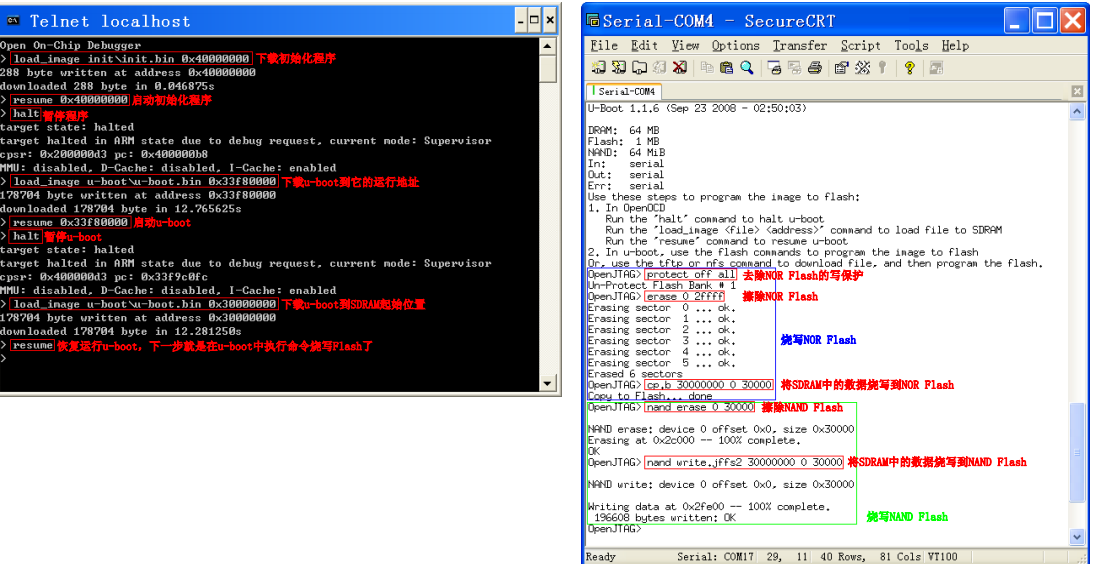 Telnet localhost
Open On-Chip Debugger
> load_image init\init.bin 0x40000000 下载初始化程序
288 byte written at address 0x40000000
downloaded 288 byte in 0.046875s
> resume 0x40000000 启动初始化程序
> halt 暂停程序
target state: halted
target halted in ARM state due to debug request, current mode: Supervisor
cpsr: 0x200000d3 pc: 0x400000b8
MMU: disabled, D-Cache: disabled, I-Cache: enabled
> load_image u-boot\u-boot.bin 0x33f80000 下载u-boot到它的运行地址
178704 byte written at address 0x33f80000
downloaded 178704 byte in 12.765625s
> resume 0x33f80000 启动u-boot
> halt 暂停u-boot
target state: halted
target halted in ARM state due to debug request, current mode: Supervisor
cpsr: 0x400000d3 pc: 0x33f9c0fc
MMU: disabled, D-Cache: disabled, I-Cache: enabled
> load_image u-boot\u-boot.bin 0x30000000 下载u-boot到SDRAM起始位置
178704 byte written at address 0x30000000
downloaded 178704 byte in 12.281250s
> resume 恢复运行u-boot, 下一步就是在u-boot中执行命令烧写Flash了
>
Serial-COM4 - SecureCRT
File Edit View Options Transfer Script Tools Help
Serial-COM4
U-Boot 1.1.6 (Sep 23 2008 - 02:50:03)
DRAM: 64 MB
Flash: 1 MB
NAND: 64 MiB
In: serial
Out: serial
Err: serial
Use these steps to program the image to flash:
1. In OpenOCD
Run the "halt" command to halt u-boot
Run the "load_image <file> <address>" command to load file to SDRAM
Run the "resume" command to resume u-boot
2. In u-boot, use the flash commands to program the image to flash
Or, use the tftp or nfs command to download file, and then program the flash.
OpenJTAG> protect off all 去除NOR Flash的写保护
Un-Protect Flash Bank # 1
OpenJTAG> erase 0 2ffff 擦除NOR Flash
Erasing sector 0 ... ok.
Erasing sector 1 ... ok.
Erasing sector 2 ... ok.
Erasing sector 3 ... ok.
烧写NOR Flash
Erasing sector 4 ... ok.
Erasing sector 5 ... ok.
Erased 6 sectors
OpenJTAG> cp.b 30000000 0 30000 将SDRAM中的数据烧写到NOR Flash
Copy to Flash... done
OpenJTAG> nand erase 0 30000 擦除NAND Flash
NAND erase: device 0 offset 0x0, size 0x30000
Erasing at 0x2c000 -- 100% complete.
OK
OpenJTAG> nand write.jffs2 30000000 0 30000 将SDRAM中的数据烧写到NAND Flash
NAND write: device 0 offset 0x0, size 0x30000
Writing data at 0x2fe00 -- 100% complete.
196608 bytes written: OK
烧写NAND Flash
OpenJTAG>
Ready Serial: COM17 29, 11 40 Rows, 81 Cols VT100